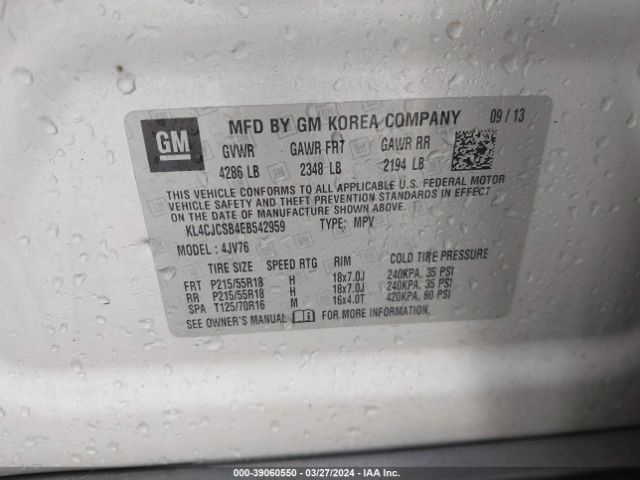 GM
MFD BY GM KOREA COMPANY 09 / 13
GVWR GAWR FRT GAWR RR
4286 LB 2348 LB 2194 LB
THIS VEHICLE CONFORMS TO ALL APPLICABLE U.S. FEDERAL MOTOR
VEHICLE SAFETY AND THEFT PREVENTION STANDARDS
IN EFFECT ON THE DATE OF MANUFACTURE SHOWN ABOVE.
KL4CJCSB4EB542959 TYPE: MPV
MODEL: 4JV76
TIRE SIZE SPEED RTG RIM COLD TIRE PRESSURE
FRT P215/55R18 H 18x7.0J 240KPA, 35 PSI
RR P215/55R18 H 18x7.0J 240KPA, 35 PSI
SPA T125/70R16 M 16x4.0T 420KPA, 60 PSI
SEE OWNER'S MANUAL FOR MORE INFORMATION.
000-39060550 | 03/27/2024 | IAA Inc.